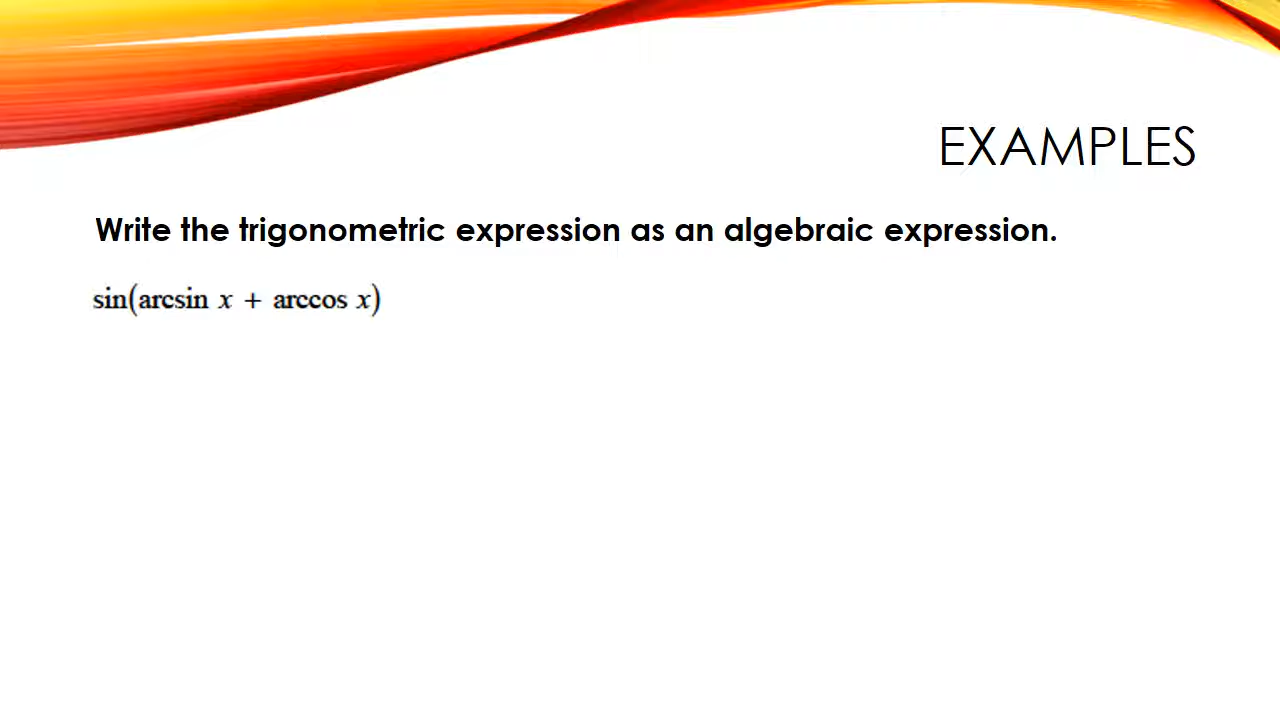 EXAMPLES
Write the trigonometric expression as an algebraic expression.
sin(arcsin x + arccos x)